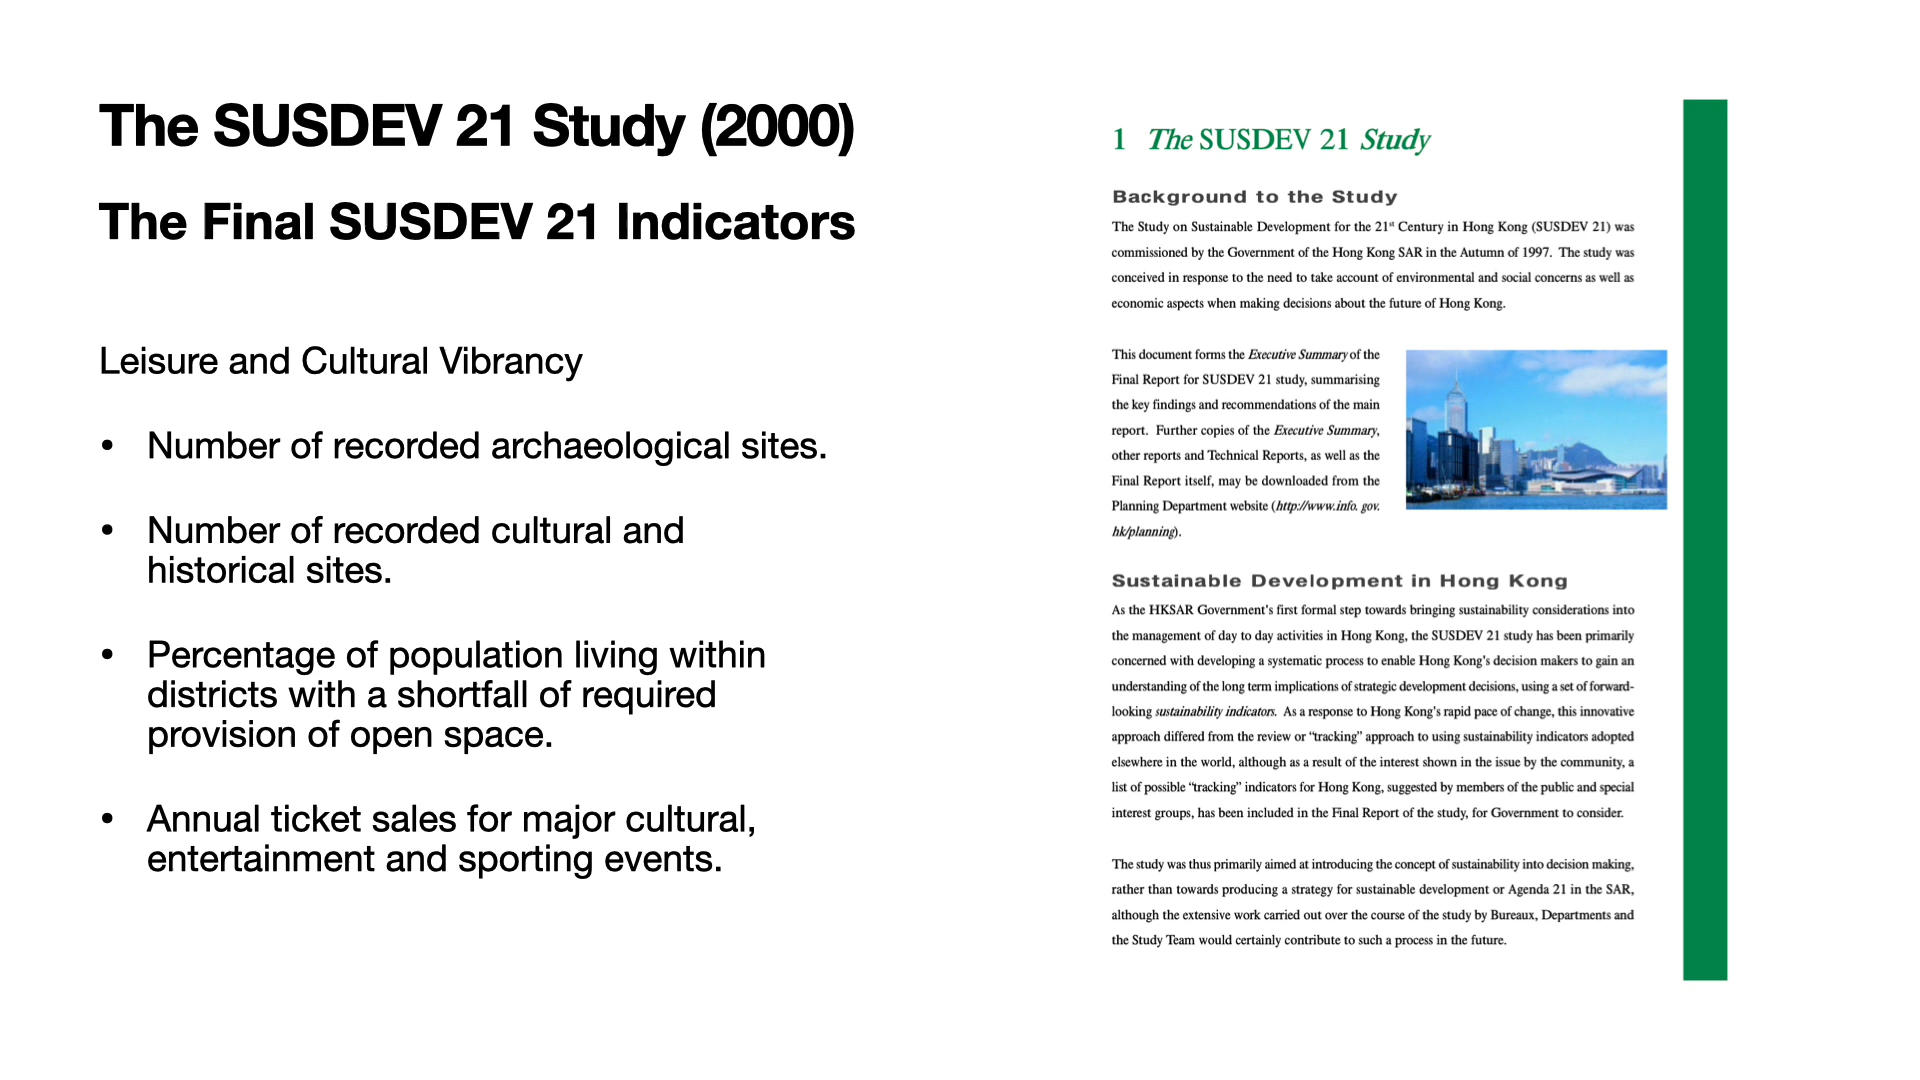 The SUSDEV 21 Study (2000)
The Final SUSDEV 21 Indicators
Leisure and Cultural Vibrancy
• Number of recorded archaeological sites.
• Number of recorded cultural and
historical sites.
• Percentage of population living within
districts with a shortfall of required
provision of open space.
• Annual ticket sales for major cultural,
entertainment and sporting events.
1 The SUSDEV 21 Study
Background to the Study
The Study on Sustainable Development for the 21st Century in Hong Kong (SUSDEV 21) was
commissioned by the Government of the Hong Kong SAR in the Autumn of 1997. The study was
conceived in response to the need to take account of environmental and social concerns as well as
economic aspects when making decisions about the future of Hong Kong.
This document forms the Executive Summary of the
Final Report for SUSDEV 21 study, summarising
the key findings and recommendations of the main
report. Further copies of the Executive Summary,
other reports and Technical Reports, as well as the
Final Report itself, may be downloaded from the
Planning Department website (http://www.info. gov.
hk/planning).
Sustainable Development in Hong Kong
As the HKSAR Government's first formal step towards bringing sustainability considerations into
the management of day to day activities in Hong Kong, the SUSDEV 21 study has been primarily
concerned with developing a systematic process to enable Hong Kong's decision makers to gain an
understanding of the long term implications of strategic development decisions, using a set of forward-
looking sustainability indicators. As a response to Hong Kong's rapid pace of change, this innovative
approach differed from the review or “tracking” approach to using sustainability indicators adopted
elsewhere in the world, although as a result of the interest shown in the issue by the community, a
list of possible “tracking” indicators for Hong Kong, suggested by members of the public and special
interest groups, has been included in the Final Report of the study, for Government to consider.
The study was thus primarily aimed at introducing the concept of sustainability into decision making,
rather than towards producing a strategy for sustainable development or Agenda 21 in the SAR,
although the extensive work carried out over the course of the study by Bureaux, Departments and
the Study Team would certainly contribute to such a process in the future.